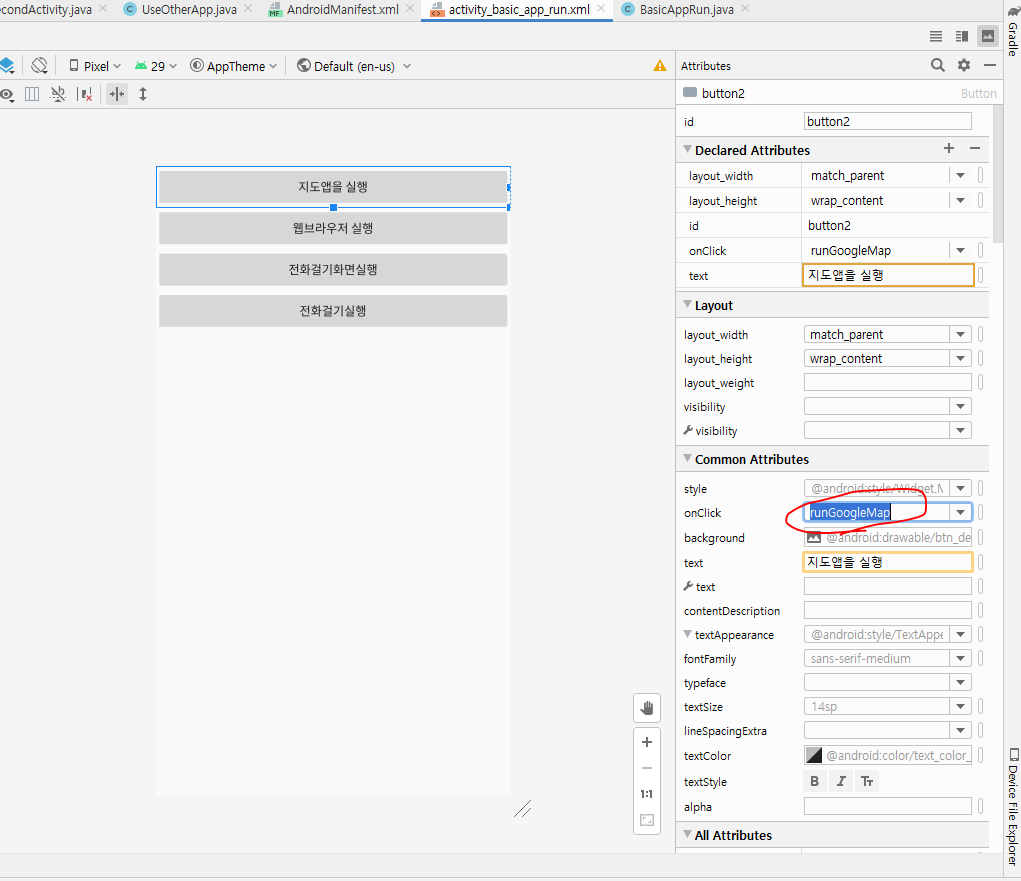 econdActivity.java
UseOtherApp.java
AndroidManifest.xml
activity_basic_app_run.xml
BasicAppRun.java
Gradle
Pixel
29
AppTheme
Default (en-us)
Attributes
button2
Button
id
button2
Declared Attributes
layout_width
match_parent
layout_height
wrap_content
id
button2
onClick
runGoogleMap
text
지도앱을 실행
Layout
layout_width
match_parent
layout_height
wrap_content
layout_weight
visibility
visibility
Common Attributes
style
@android:style/Widget.M
onClick
runGoogleMap
background
@android:drawable/btn_de
text
지도앱을 실행
text
contentDescription
textAppearance
@android:style/TextAppe
fontFamily
sans-serif-medium
typeface
textSize
14sp
lineSpacingExtra
textColor
@android:color/text_color_
textStyle
B I Tт
alpha
All Attributes
지도앱을 실행
웹브라우저 실행
전화걸기화면실행
전화걸기실행
1:1
Device File Explorer